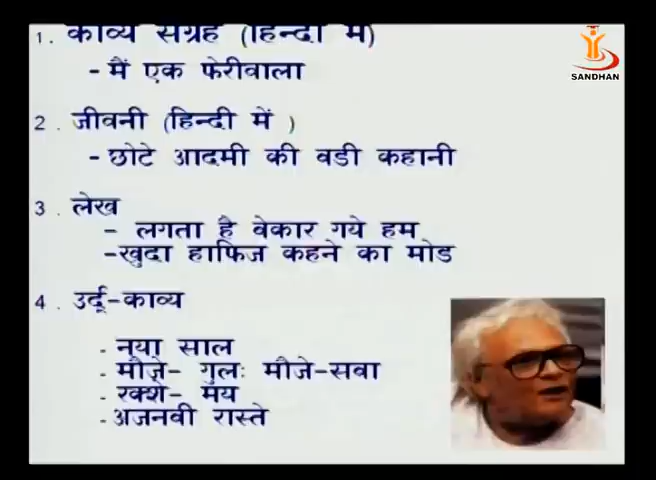 1. काव्य संग्रह (हिन्दी में)
- मैं एक फेरीवाला
SANDHAN
2. जीवनी (हिन्दी में )
- छोटे आदमी की बडी कहानी
3. लेख
- लगता है बेकार गये हम
-खुदा हाफिज कहने का मोड
4. उर्दू-काव्य
- नया साल
- मौज़े- गुलः मौजे-सबा
- रक्शे- मय
- अजनबी रास्ते